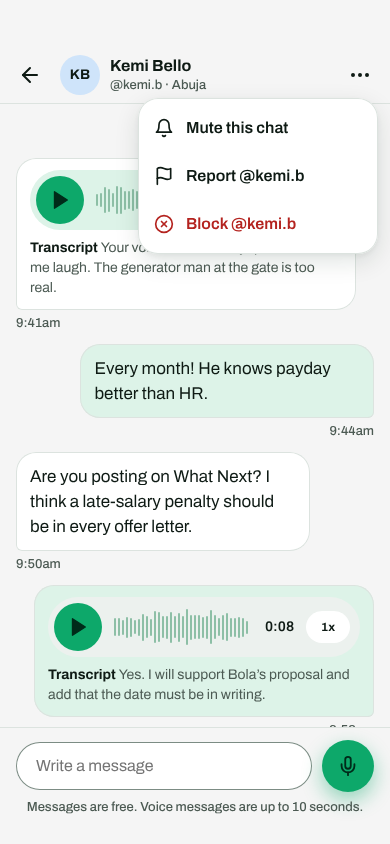 KB
Kemi Bello
@kemi.b · Abuja
Mute this chat
Report @kemi.b
Block @kemi.b
Transcript Your
me laugh. The generator man at the gate is too
real.
9:41am
Every month! He knows payday
better than HR.
9:44am
Are you posting on What Next? I
think a late-salary penalty should
be in every offer letter.
9:50am
0:08
1x
Transcript Yes. I will support Bola's proposal and
add that the date must be in writing.
Write a message
Messages are free. Voice messages are up to 10 seconds.